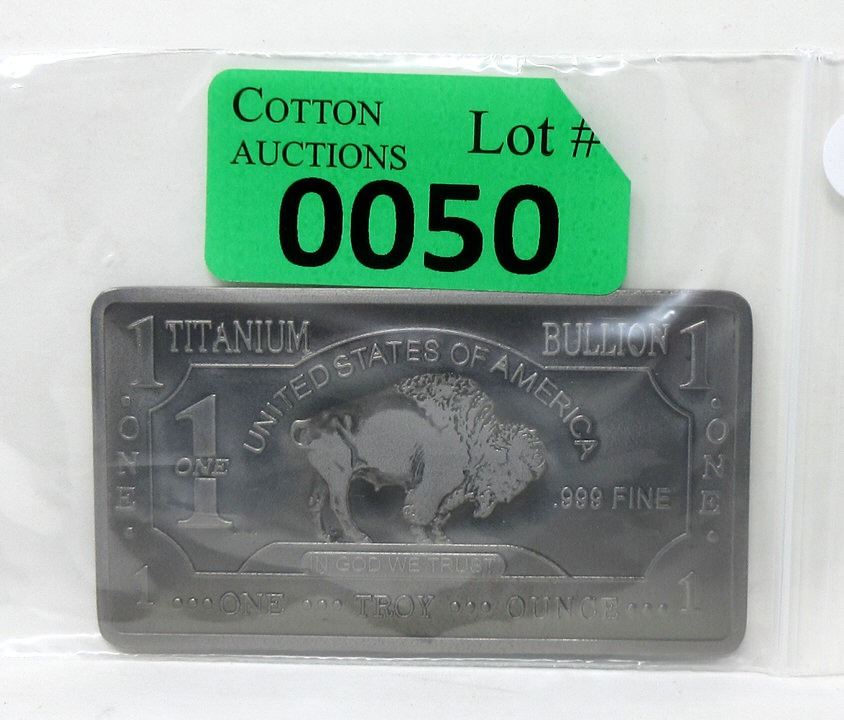 COTTON
AUCTIONS
Lot #
0050
1 TITANIUM BULLION 1
UNITED STATES OF AMERICA
1
ONE
.999 FINE
·ONE·
·ONE·
IN GOD WE TRUST
1 •••ONE ••• TROY ••• OUNCE••• 1